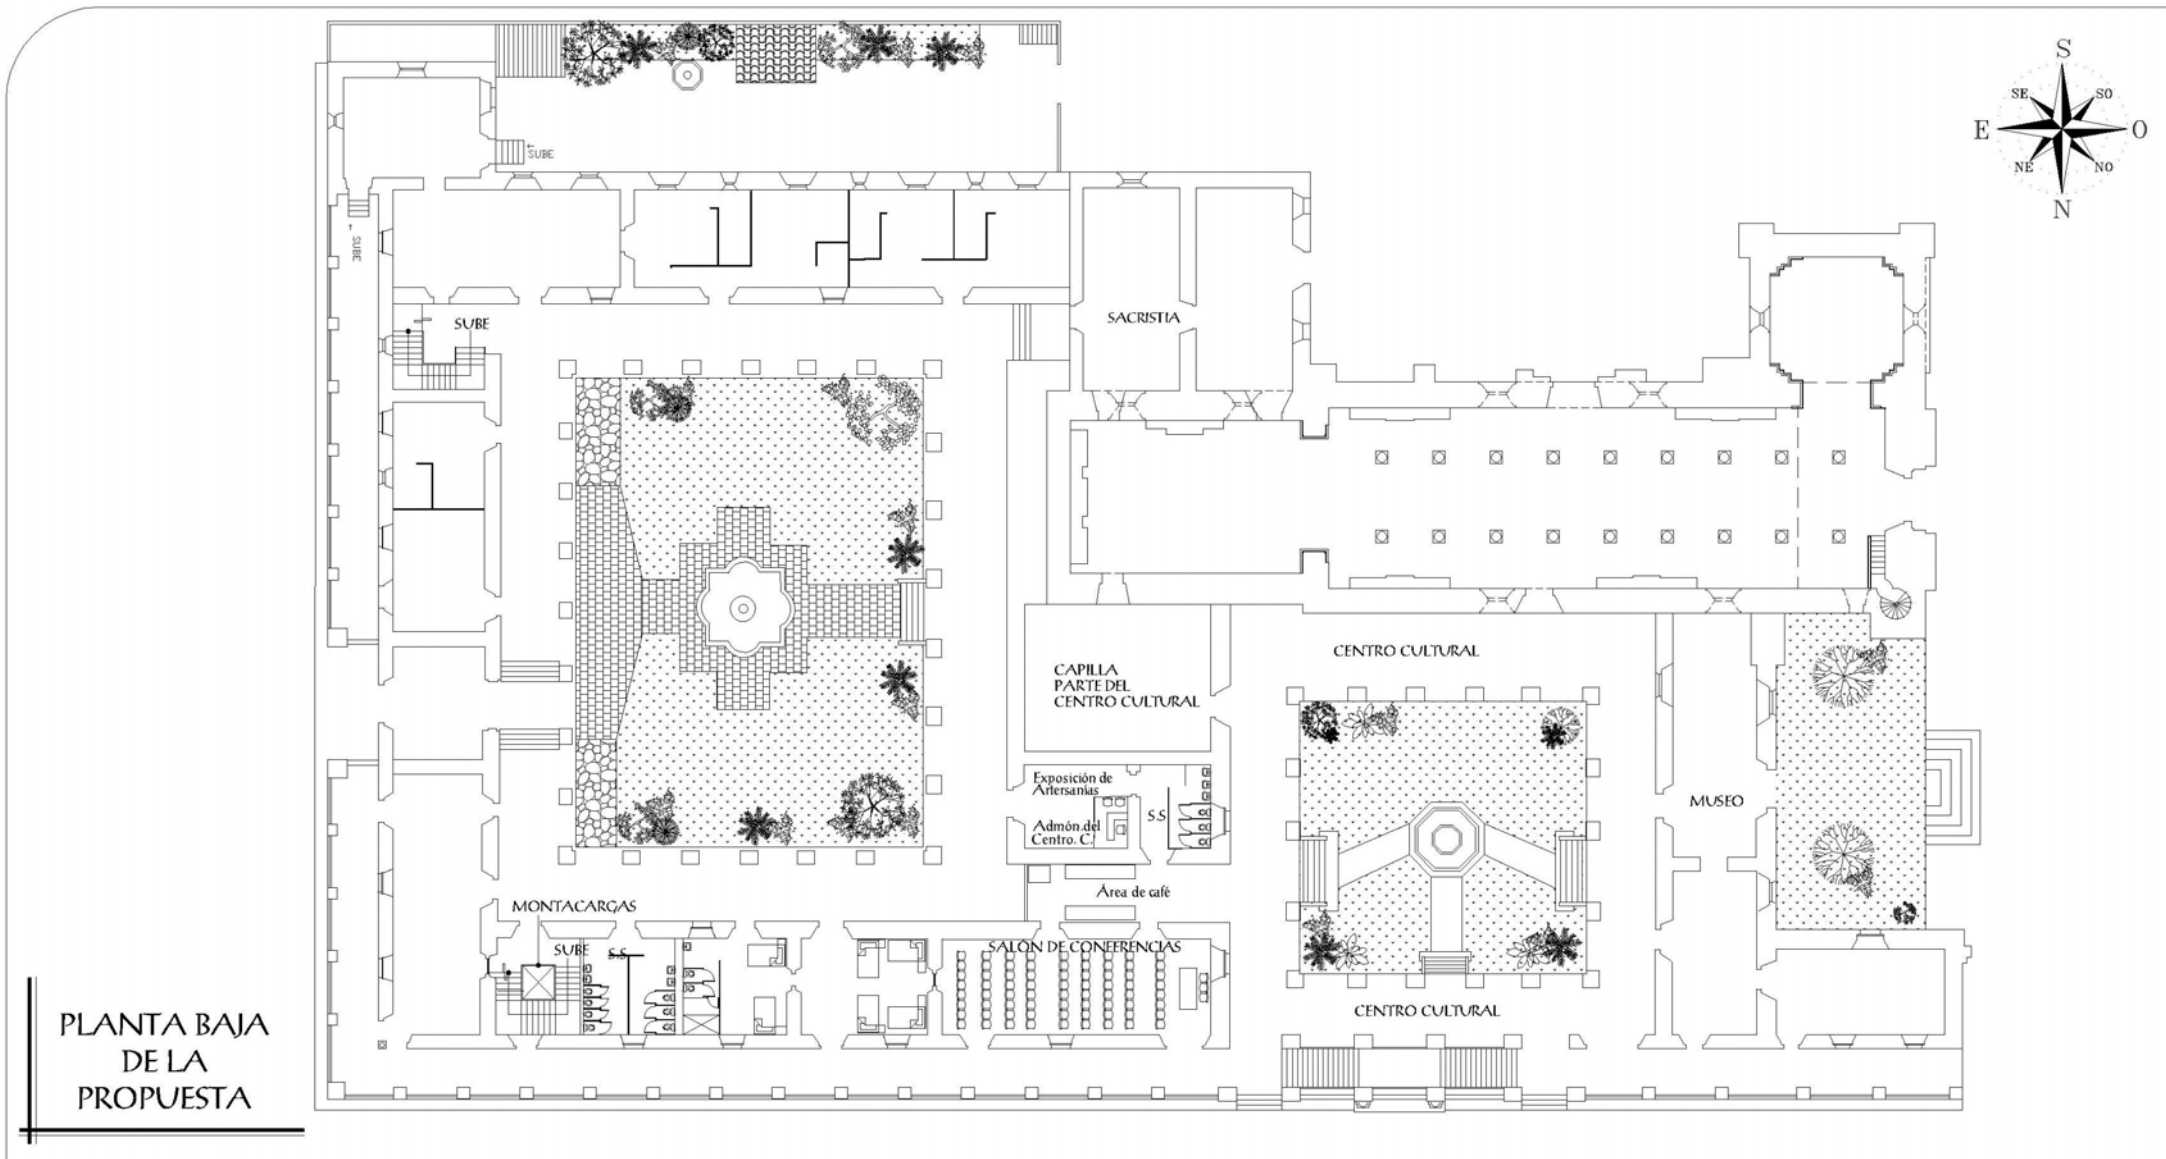 S
SE
SO
E
O
NE
NO
N
SUBE
SUBE
SUBE
SACRISTIA
CENTRO CULTURAL
CAPILLA
PARTE DEL
CENTRO CULTURAL
Exposición de
Artersanías
Admón.del
Centro. C.
S.S
MUSEO
Área de café
MONTACARGAS
SUBE
S.S
SALÓN DE CONFERENCIAS
CENTRO CULTURAL
PLANTA BAJA
DE LA
PROPUESTA